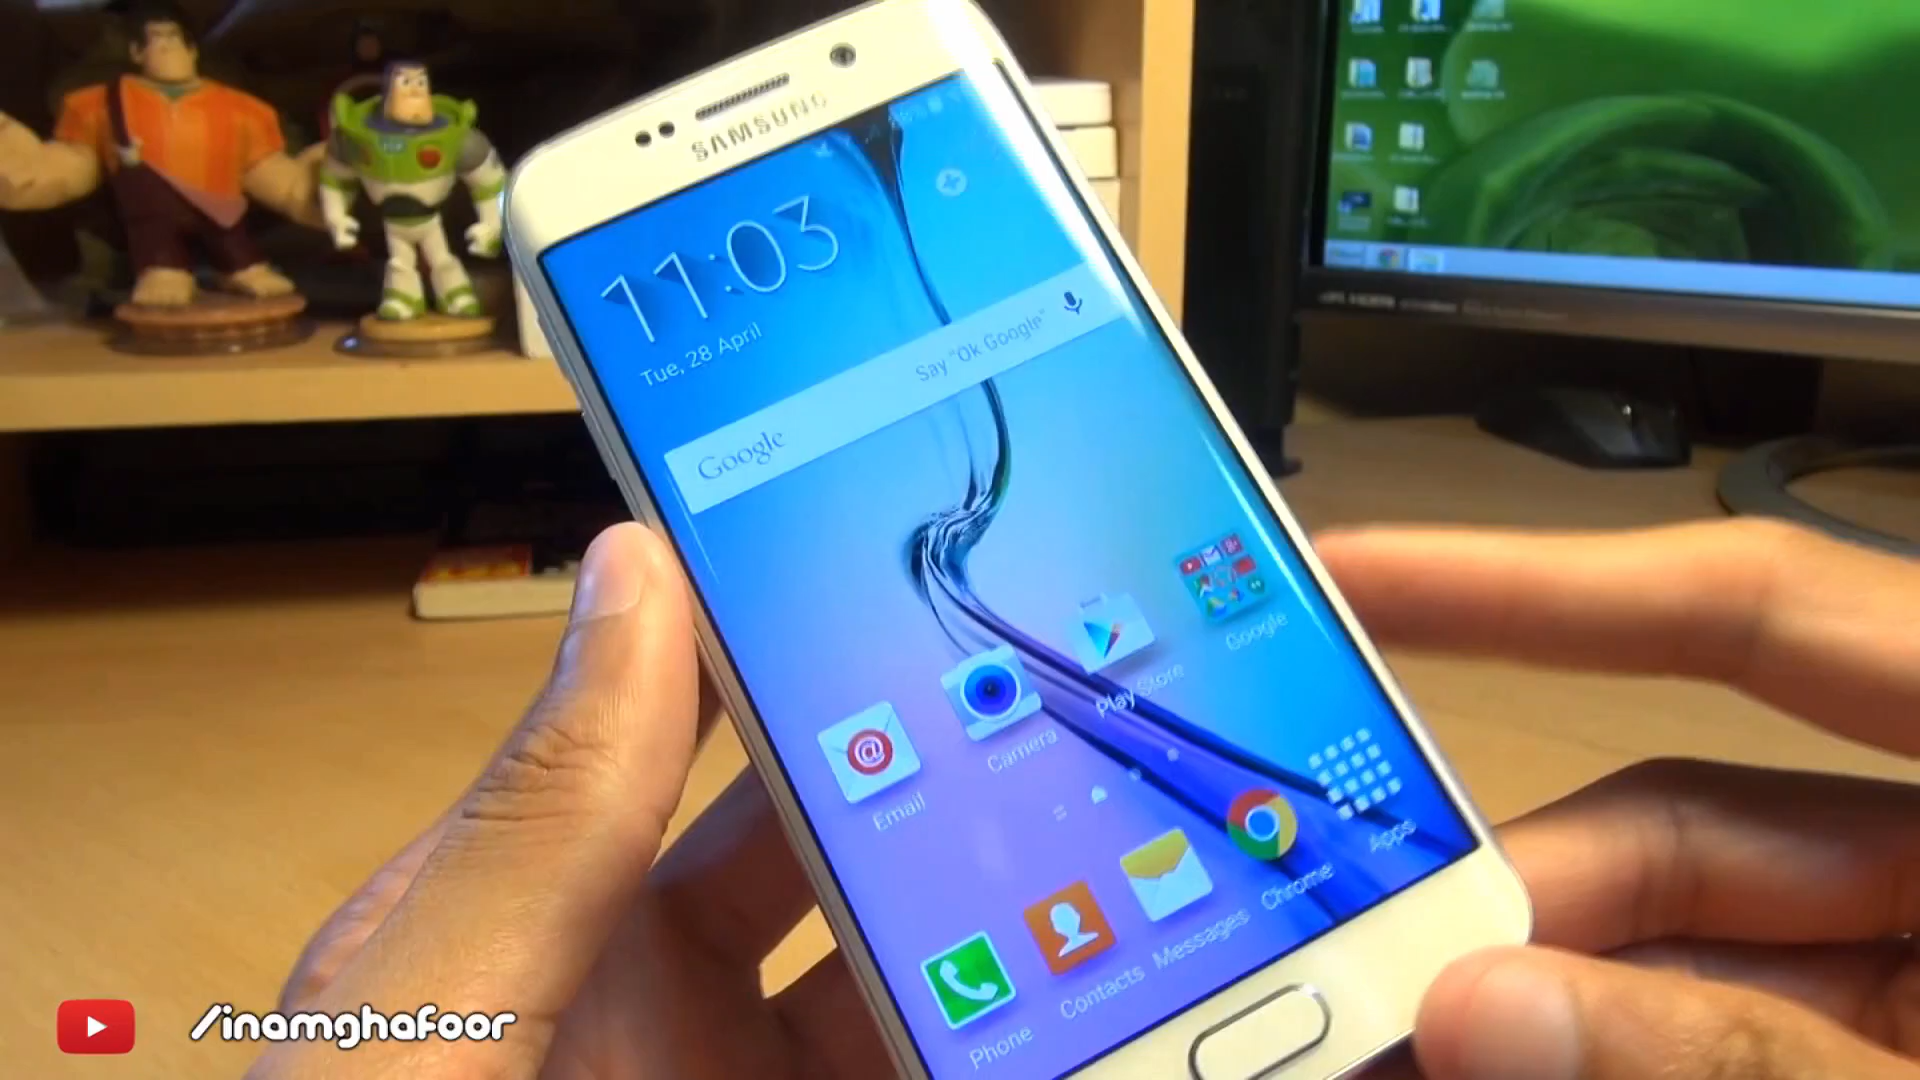 SAMSUNG
11:03
Tue, 28 April
Google
Say "Ok Google"
Google
Play Store
Camera
Email
Apps
Chrome
Messages
Contacts
Phone
/inamghafoor